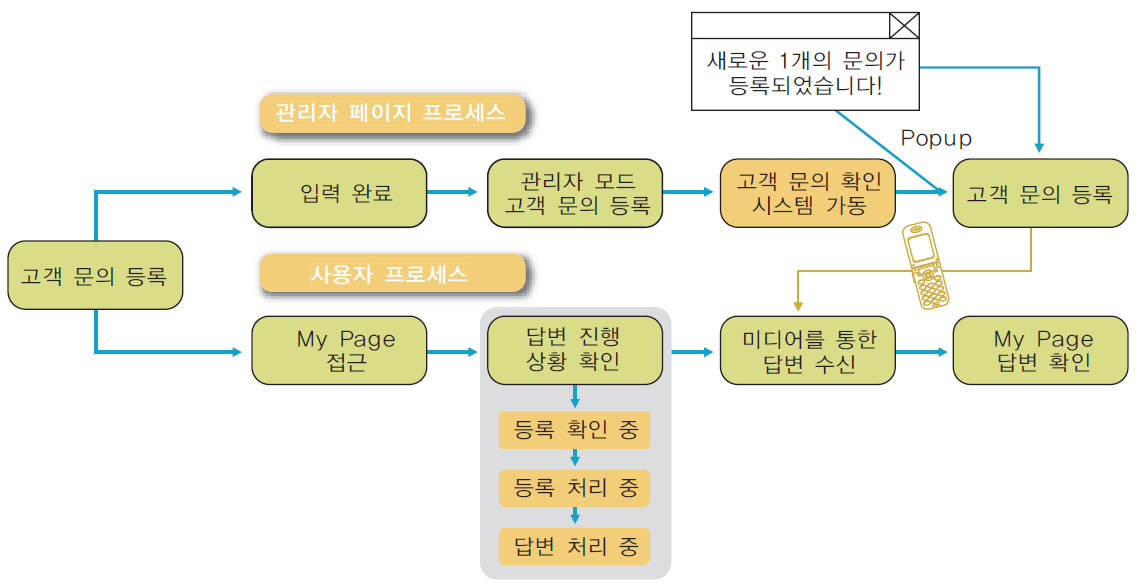 새로운 1개의 문의가
등록되었습니다!
관리자 페이지 프로세스
Popup
입력 완료
관리자 모드
고객 문의 등록
고객 문의 확인
시스템 가동
고객 문의 등록
고객 문의 등록
사용자 프로세스
My Page
접근
답변 진행
상황 확인
미디어를 통한
답변 수신
My Page
답변 확인
등록 확인 중
등록 처리 중
답변 처리 중